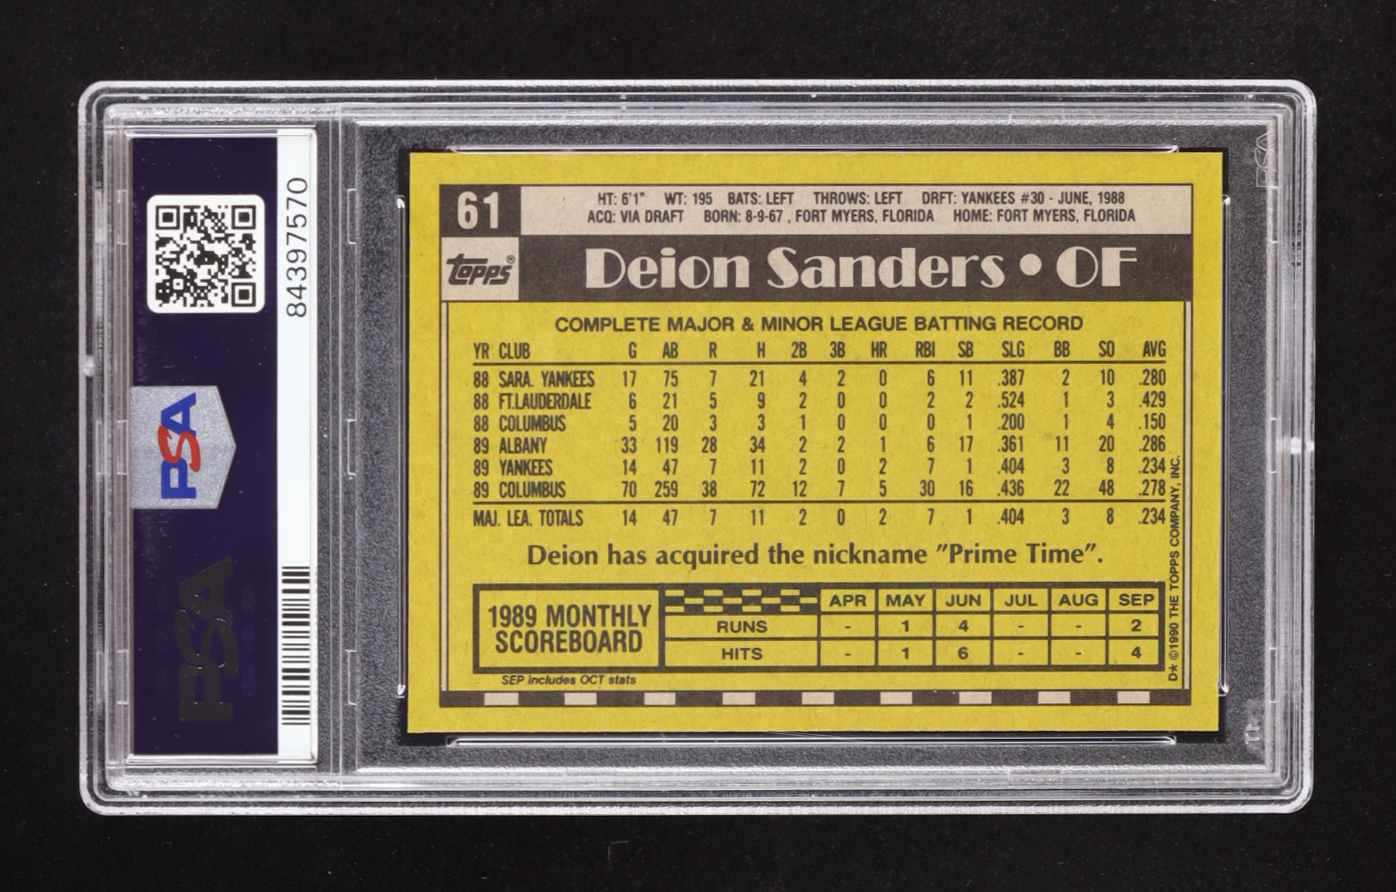 84397570
PSA
PSA
61
HT: 6'1" WT: 195 BATS: LEFT THROWS: LEFT DRFT: YANKEES #30 - JUNE, 1988
ACQ: VIA DRAFT BORN: 8-9-67 , FORT MYERS, FLORIDA HOME: FORT MYERS, FLORIDA
Topps®
Deion Sanders • OF
COMPLETE MAJOR & MINOR LEAGUE BATTING RECORD
YR CLUB G AB R H 2B 3B HR RBI SB SLG BB SO AVG
88 SARA. YANKEES 17 75 7 21 4 2 0 6 11 .387 2 10 .280
88 FT.LAUDERDALE 6 21 5 9 2 0 0 2 2 .524 1 3 .429
88 COLUMBUS 5 20 3 3 1 0 0 0 1 .200 1 4 .150
89 ALBANY 33 119 28 34 2 2 1 6 17 .361 11 20 .286
89 YANKEES 14 47 7 11 2 0 2 7 1 .404 3 8 .234
89 COLUMBUS 70 259 38 72 12 7 5 30 16 .436 22 48 .278
MAJ. LEA. TOTALS 14 47 7 11 2 0 2 7 1 .404 3 8 .234
Deion has acquired the nickname "Prime Time".
1989 MONTHLY
SCOREBOARD
APR MAY JUN JUL AUG SEP
RUNS - 1 4 - - 2
HITS - 1 6 - - 4
SEP includes OCT stats
D* ©1990 THE TOPPS COMPANY, INC.
PSA